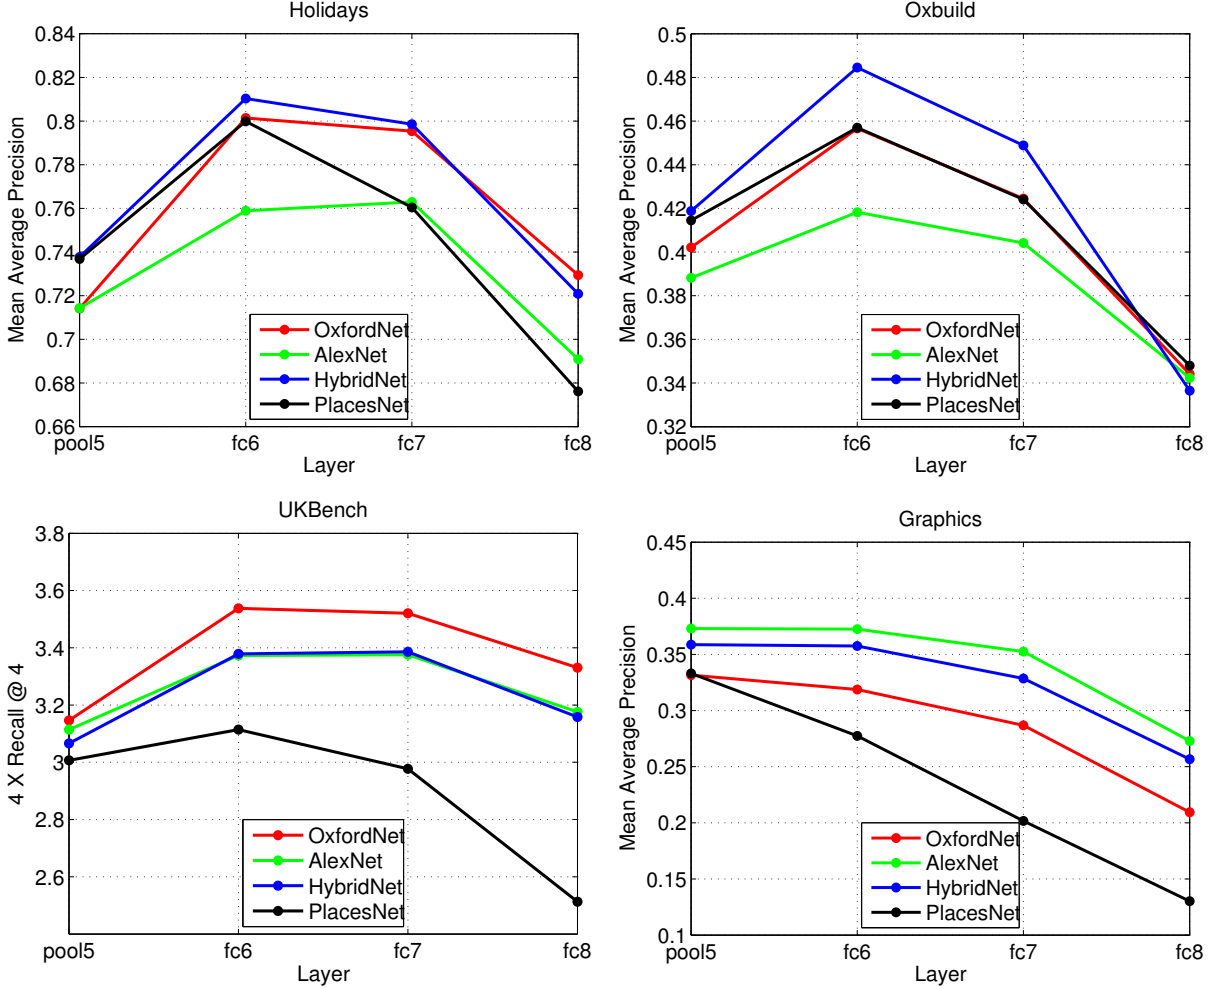 Holidays
Mean Average Precision
0.84
0.82
0.8
0.78
0.76
0.74
0.72
0.7
0.68
0.66
pool5 fc6 fc7 fc8
Layer
OxfordNet
AlexNet
HybridNet
PlacesNet
Oxbuild
Mean Average Precision
0.5
0.48
0.46
0.44
0.42
0.4
0.38
0.36
0.34
0.32
pool5 fc6 fc7 fc8
Layer
OxfordNet
AlexNet
HybridNet
PlacesNet
UKBench
4 X Recall @ 4
3.8
3.6
3.4
3.2
3
2.8
2.6
pool5 fc6 fc7 fc8
Layer
OxfordNet
AlexNet
HybridNet
PlacesNet
Graphics
Mean Average Precision
0.45
0.4
0.35
0.3
0.25
0.2
0.15
0.1
pool5 fc6 fc7 fc8
Layer
OxfordNet
AlexNet
HybridNet
PlacesNet